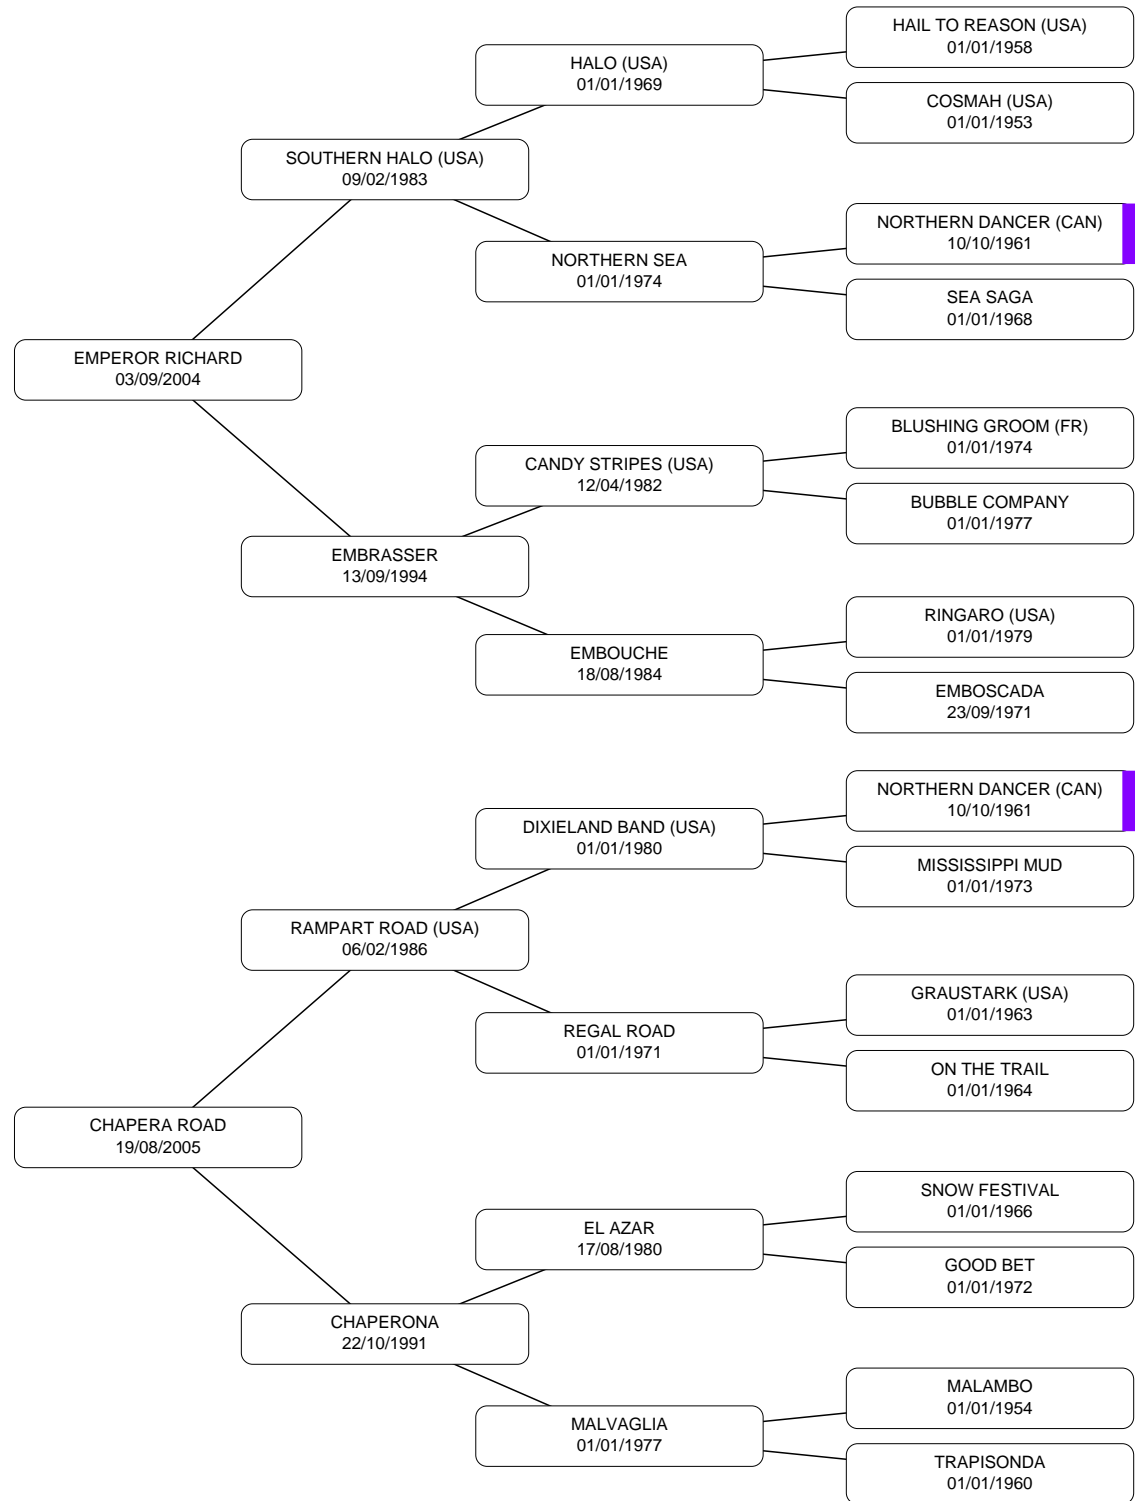 HAIL TO REASON (USA)
01/01/1958
HALO (USA)
01/01/1969
COSMAH (USA)
01/01/1953
SOUTHERN HALO (USA)
09/02/1983
NORTHERN DANCER (CAN)
10/10/1961
NORTHERN SEA
01/01/1974
SEA SAGA
01/01/1968
EMPEROR RICHARD
03/09/2004
BLUSHING GROOM (FR)
01/01/1974
CANDY STRIPES (USA)
12/04/1982
BUBBLE COMPANY
01/01/1977
EMBRASSER
13/09/1994
RINGARO (USA)
01/01/1979
EMBOUCHE
18/08/1984
EMBOSCADA
23/09/1971
NORTHERN DANCER (CAN)
10/10/1961
DIXIELAND BAND (USA)
01/01/1980
MISSISSIPPI MUD
01/01/1973
RAMPART ROAD (USA)
06/02/1986
GRAUSTARK (USA)
01/01/1963
REGAL ROAD
01/01/1971
ON THE TRAIL
01/01/1964
CHAPERA ROAD
19/08/2005
SNOW FESTIVAL
01/01/1966
EL AZAR
17/08/1980
GOOD BET
01/01/1972
CHAPERONA
22/10/1991
MALAMBO
01/01/1954
MALVAGLIA
01/01/1977
TRAPISONDA
01/01/1960